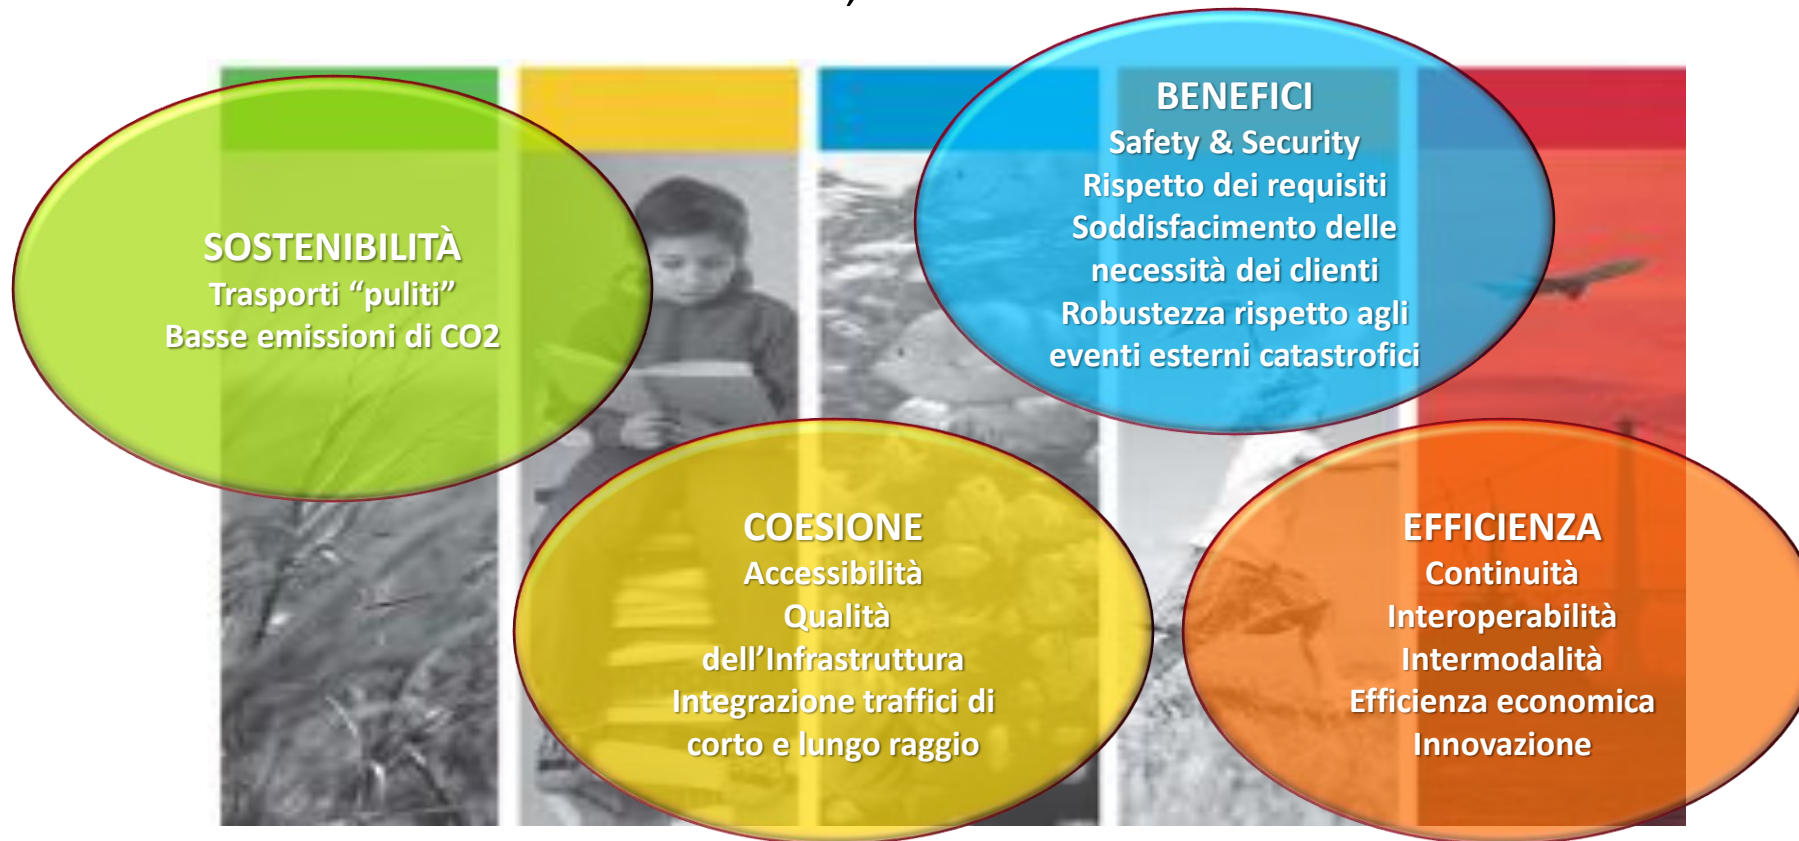 SOSTENIBILITÀ
Trasporti “puliti”
Basse emissioni di CO2
BENEFICI
Safety & Security
Rispetto dei requisiti
Soddisfacimento delle
necessità dei clienti
Robustezza rispetto agli
eventi esterni catastrofici
COESIONE
Accessibilità
Qualità
dell’Infrastruttura
Integrazione traffici di
corto e lungo raggio
EFFICIENZA
Continuità
Interoperabilità
Intermodalità
Efficienza economica
Innovazione